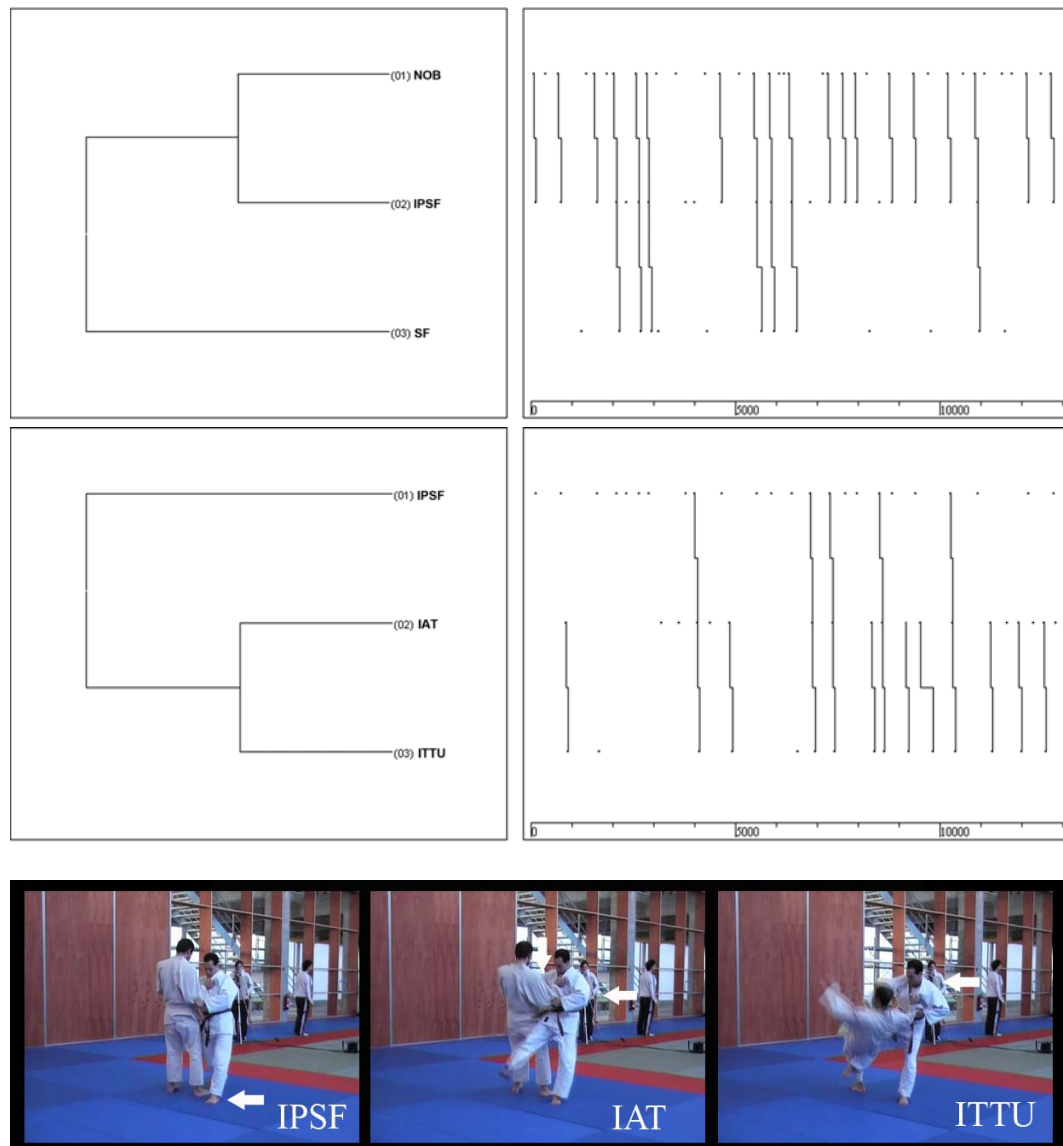 (01) NOB
(02) IPSF
(03) SF
0 5000 10000
(01) IPSF
(02) IAT
(03) ITTU
0 5000 10000
IPSF IAT ITTU